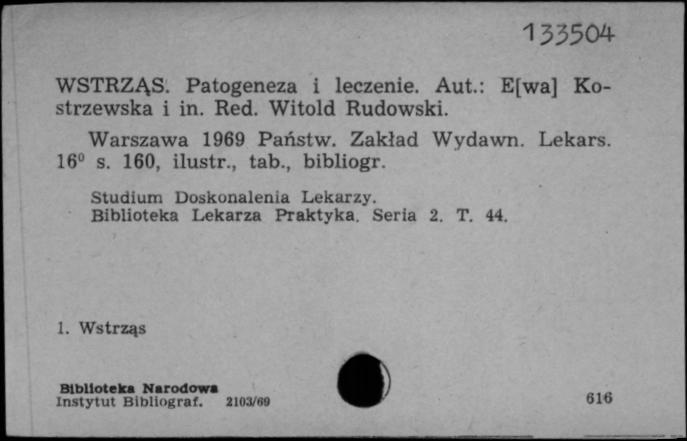 133504
WSTRZĄS. Patogeneza i leczenie. Aut.: E[wa] Ko-
strzewska i in. Red. Witold Rudowski.
Warszawa 1969 Państw. Zakład Wydawn. Lekars.
16⁰ s. 160, ilustr., tab., bibliogr.
Studium Doskonalenia Lekarzy.
Biblioteka Lekarza Praktyka. Seria 2. T. 44.
1. Wstrząs
Biblioteka Narodowa
Instytut Bibliograf. 2103/69
616